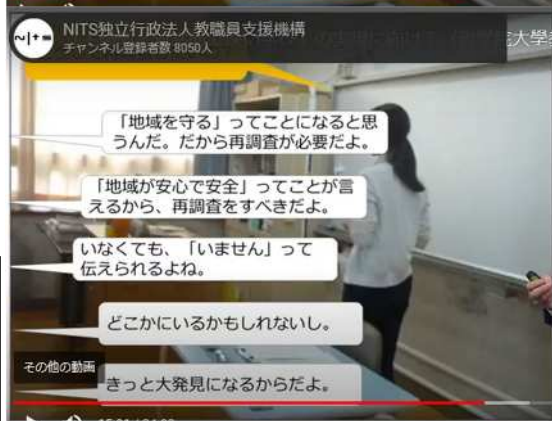 NITS独立行政法人教職員支援機構
チャンネル登録者数 8050人
「地域を守る」ってことになると思
うんだ。だから再調査が必要だよ。
「地域が安心で安全」ってことが言
えるから、再調査をすべきだよ。
いなくても、「いません」って
伝えられるよね。
どこかにいるかもしれないし。
その他の動画
きっと大発見になるからだよ。